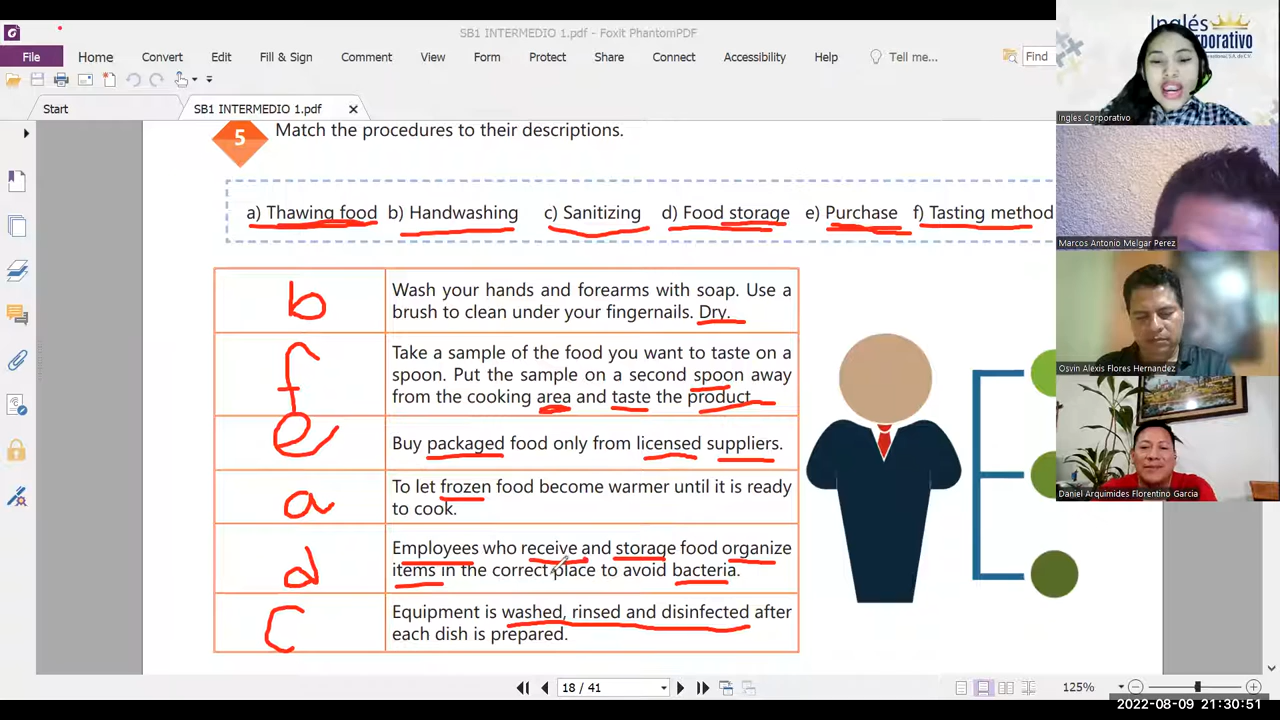 SB1 INTERMEDIO 1.pdf - Foxit PhantomPDF
File Home Convert Edit Fill & Sign Comment View Form Protect Share Connect Accessibility Help Tell me... Find
Start SB1 INTERMEDIO 1.pdf
5 Match the procedures to their descriptions.
a) Thawing food b) Handwashing c) Sanitizing d) Food storage e) Purchase f) Tasting method
b
Wash your hands and forearms with soap. Use a
brush to clean under your fingernails. Dry.
f
Take a sample of the food you want to taste on a
spoon. Put the sample on a second spoon away
from the cooking area and taste the product.
e
Buy packaged food only from licensed suppliers.
a
To let frozen food become warmer until it is ready
to cook.
d
Employees who receive and storage food organize
items in the correct place to avoid bacteria.
C
Equipment is washed, rinsed and disinfected after
each dish is prepared.
18 / 41
125%
Inglés
Ingles Corporativo
Marcos Antonio Melgar Perez
Osvin Alexis Flores Hernandez
Daniel Arquimides Florentino Garcia
2022-08-09 21:30:51